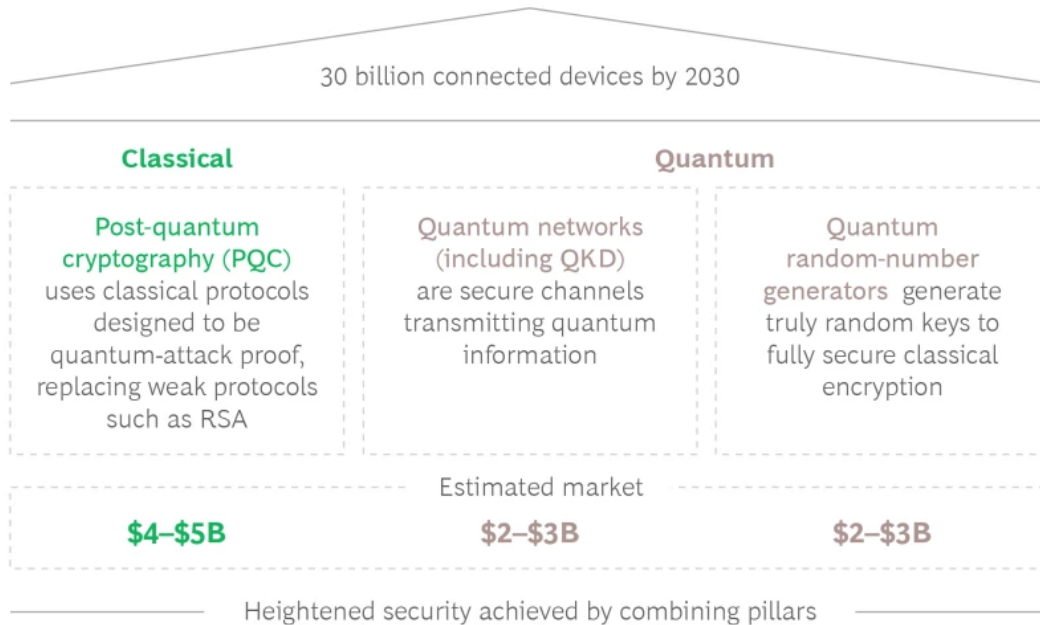 30 billion connected devices by 2030
Classical
Quantum
Post-quantum
cryptography (PQC)
uses classical protocols
designed to be
quantum-attack proof,
replacing weak protocols
such as RSA
Quantum networks
(including QKD)
are secure channels
transmitting quantum
information
Quantum
random-number
generators generate
truly random keys to
fully secure classical
encryption
Estimated market
$4–$5B
$2–$3B
$2–$3B
Heightened security achieved by combining pillars